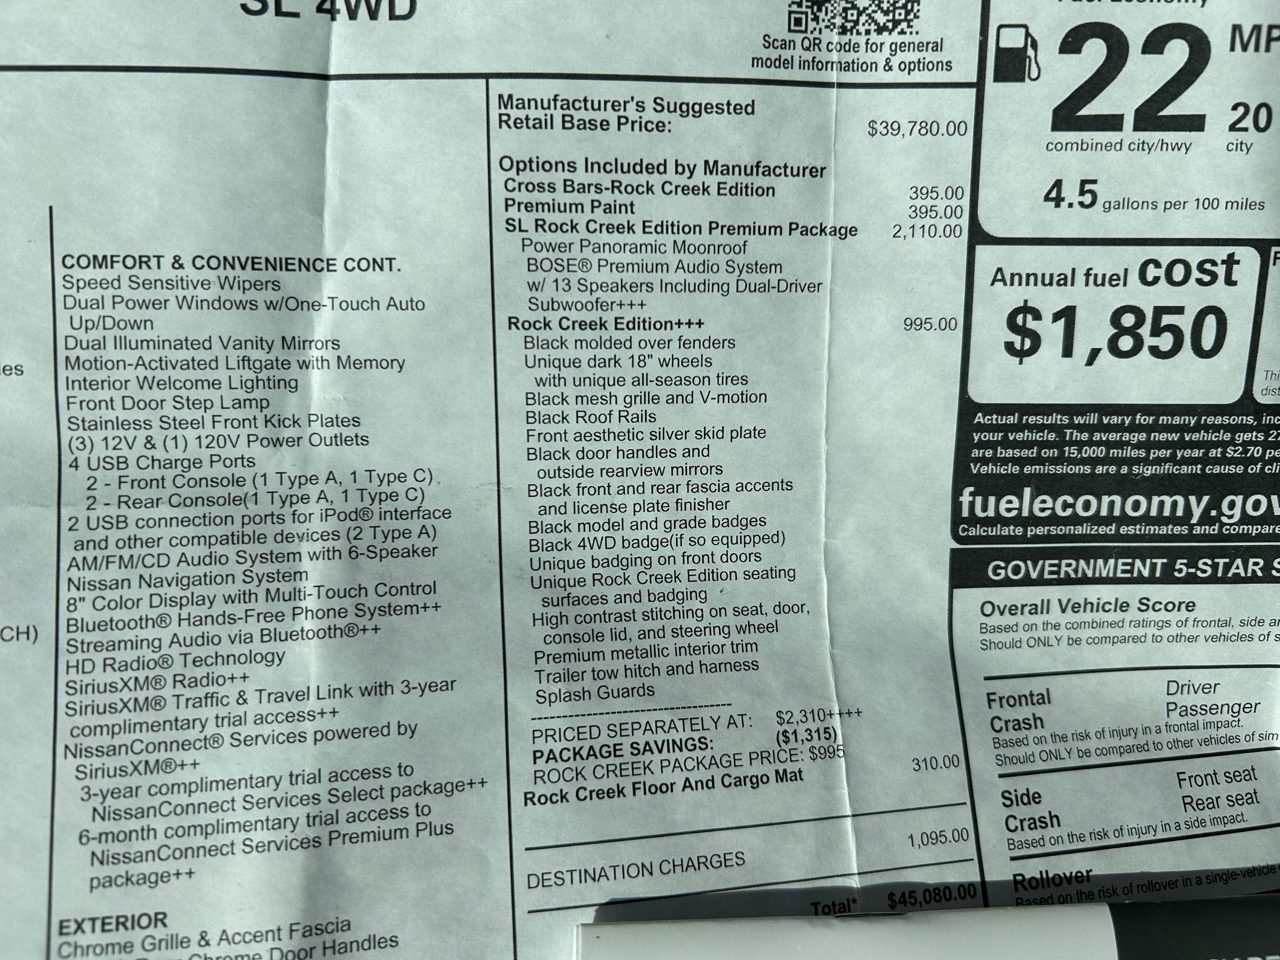 SL 4WD
Scan QR code for general
model information & options
es
CH)
COMFORT & CONVENIENCE CONT.
Speed Sensitive Wipers
Dual Power Windows w/One-Touch Auto
Up/Down
Dual Illuminated Vanity Mirrors
Motion-Activated Liftgate with Memory
Interior Welcome Lighting
Front Door Step Lamp
Stainless Steel Front Kick Plates
(3) 12V & (1) 120V Power Outlets
4 USB Charge Ports
2 - Front Console (1 Type A, 1 Type C)
2 - Rear Console(1 Type A, 1 Type C)
2 USB connection ports for iPod® interface
and other compatible devices (2 Type A)
AM/FM/CD Audio System with 6-Speaker
Nissan Navigation System
8" Color Display with Multi-Touch Control
Bluetooth® Hands-Free Phone System++
Streaming Audio via Bluetooth®++
HD Radio® Technology
SiriusXM® Radio++
SiriusXM® Traffic & Travel Link with 3-year
complimentary trial access++
NissanConnect® Services powered by
SiriusXM®++
3-year complimentary trial access to
NissanConnect Services Select package++
6-month complimentary trial access to
NissanConnect Services Premium Plus
package++
EXTERIOR
Chrome Grille & Accent Fascia
Chrome Door Handles
Manufacturer's Suggested
Retail Base Price: $39,780.00
Options Included by Manufacturer
Cross Bars-Rock Creek Edition 395.00
Premium Paint 395.00
SL Rock Creek Edition Premium Package 2,110.00
Power Panoramic Moonroof
BOSE® Premium Audio System
w/ 13 Speakers Including Dual-Driver
Subwoofer+++
Rock Creek Edition+++ 995.00
Black molded over fenders
Unique dark 18" wheels
with unique all-season tires
Black mesh grille and V-motion
Black Roof Rails
Front aesthetic silver skid plate
Black door handles and
outside rearview mirrors
Black front and rear fascia accents
and license plate finisher
Black model and grade badges
Black 4WD badge(if so equipped)
Unique badging on front doors
Unique Rock Creek Edition seating
surfaces and badging
High contrast stitching on seat, door,
console lid, and steering wheel
Premium metallic interior trim
Trailer tow hitch and harness
Splash Guards
--------------------------------
PRICED SEPARATELY AT: $2,310++++
PACKAGE SAVINGS: ($1,315)
ROCK CREEK PACKAGE PRICE: $995
Rock Creek Floor And Cargo Mat 310.00
DESTINATION CHARGES 1,095.00
Total* $45,080.00
Fuel Economy
22 MP
20
combined city/hwy city
4.5 gallons per 100 miles
Annual fuel cost
$1,850
Thi
dist
Actual results will vary for many reasons, inc
your vehicle. The average new vehicle gets 27
are based on 15,000 miles per year at $2.70 pe
Vehicle emissions are a significant cause of cli
fueleconomy.gov
Calculate personalized estimates and compare
GOVERNMENT 5-STAR S
Overall Vehicle Score
Based on the combined ratings of frontal, side an
Should ONLY be compared to other vehicles of s
Frontal Driver
Crash Passenger
Based on the risk of injury in a frontal impact.
Should ONLY be compared to other vehicles of sim
Side Front seat
Crash Rear seat
Based on the risk of injury in a side impact.
Rollover
Based on the risk of rollover in a single-vehicle